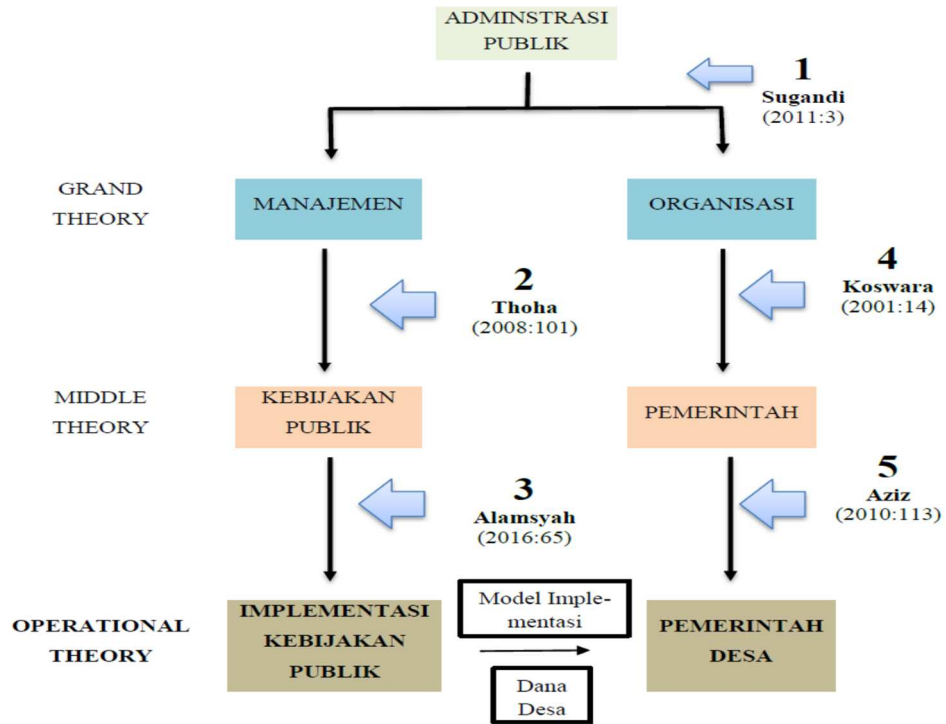 ADMINSTRASI
PUBLIK
1
Sugandi
(2011:3)
GRAND
THEORY
MANAJEMEN
ORGANISASI
2
Thoha
(2008:101)
4
Koswara
(2001:14)
MIDDLE
THEORY
KEBIJAKAN
PUBLIK
PEMERINTAH
3
Alamsyah
(2016:65)
5
Aziz
(2010:113)
OPERATIONAL
THEORY
IMPLEMENTASI
KEBIJAKAN
PUBLIK
Model Imple-
mentasi
Dana
Desa
PEMERINTAH
DESA